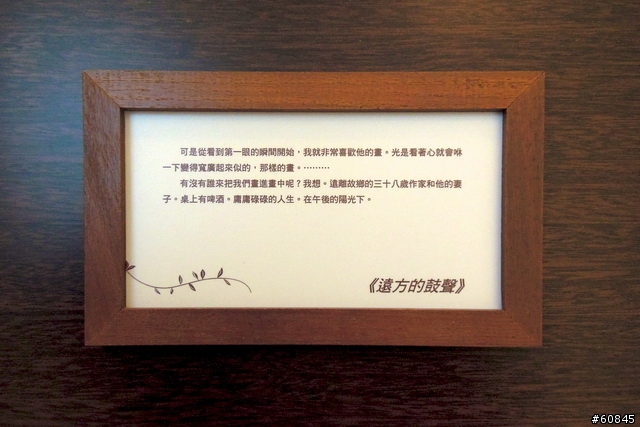 可是從看到第一眼的瞬間開始，我就非常喜歡他的畫。光是看著心就會咻
一下變得寬廣起來似的，那樣的畫。………
有沒有誰來把我們畫進畫中呢？我想。遠離故鄉的三十八歲作家和他的妻
子。桌上有啤酒。庸庸碌碌的人生。在午後的陽光下。
《遠方的鼓聲》
#60845